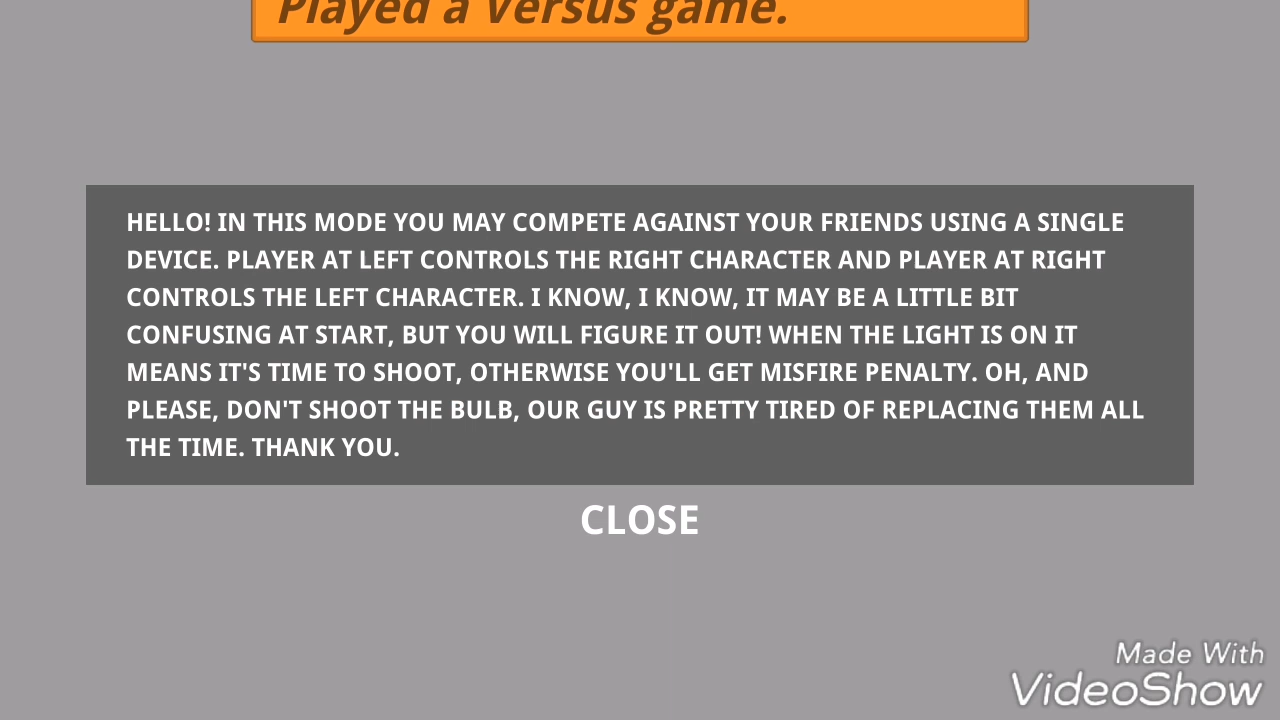 Played a Versus game.
HELLO! IN THIS MODE YOU MAY COMPETE AGAINST YOUR FRIENDS USING A SINGLE
DEVICE. PLAYER AT LEFT CONTROLS THE RIGHT CHARACTER AND PLAYER AT RIGHT
CONTROLS THE LEFT CHARACTER. I KNOW, I KNOW, IT MAY BE A LITTLE BIT
CONFUSING AT START, BUT YOU WILL FIGURE IT OUT! WHEN THE LIGHT IS ON IT
MEANS IT'S TIME TO SHOOT, OTHERWISE YOU'LL GET MISFIRE PENALTY. OH, AND
PLEASE, DON'T SHOOT THE BULB, OUR GUY IS PRETTY TIRED OF REPLACING THEM ALL
THE TIME. THANK YOU.
CLOSE
Made With
VideoShow